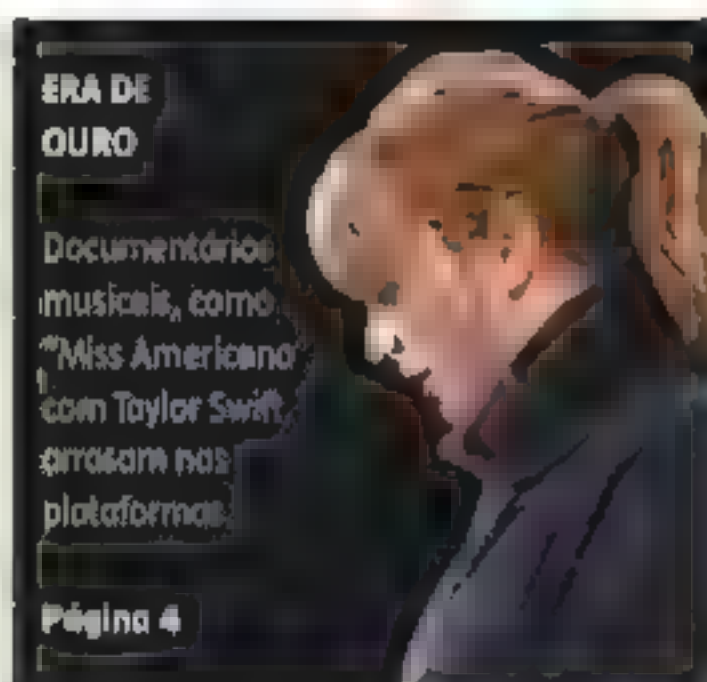 ERA DE
OURO
Documentários
musicais, como
"Miss Americana"
com Taylor Swift
arrasam nas
plataformas
Página 4